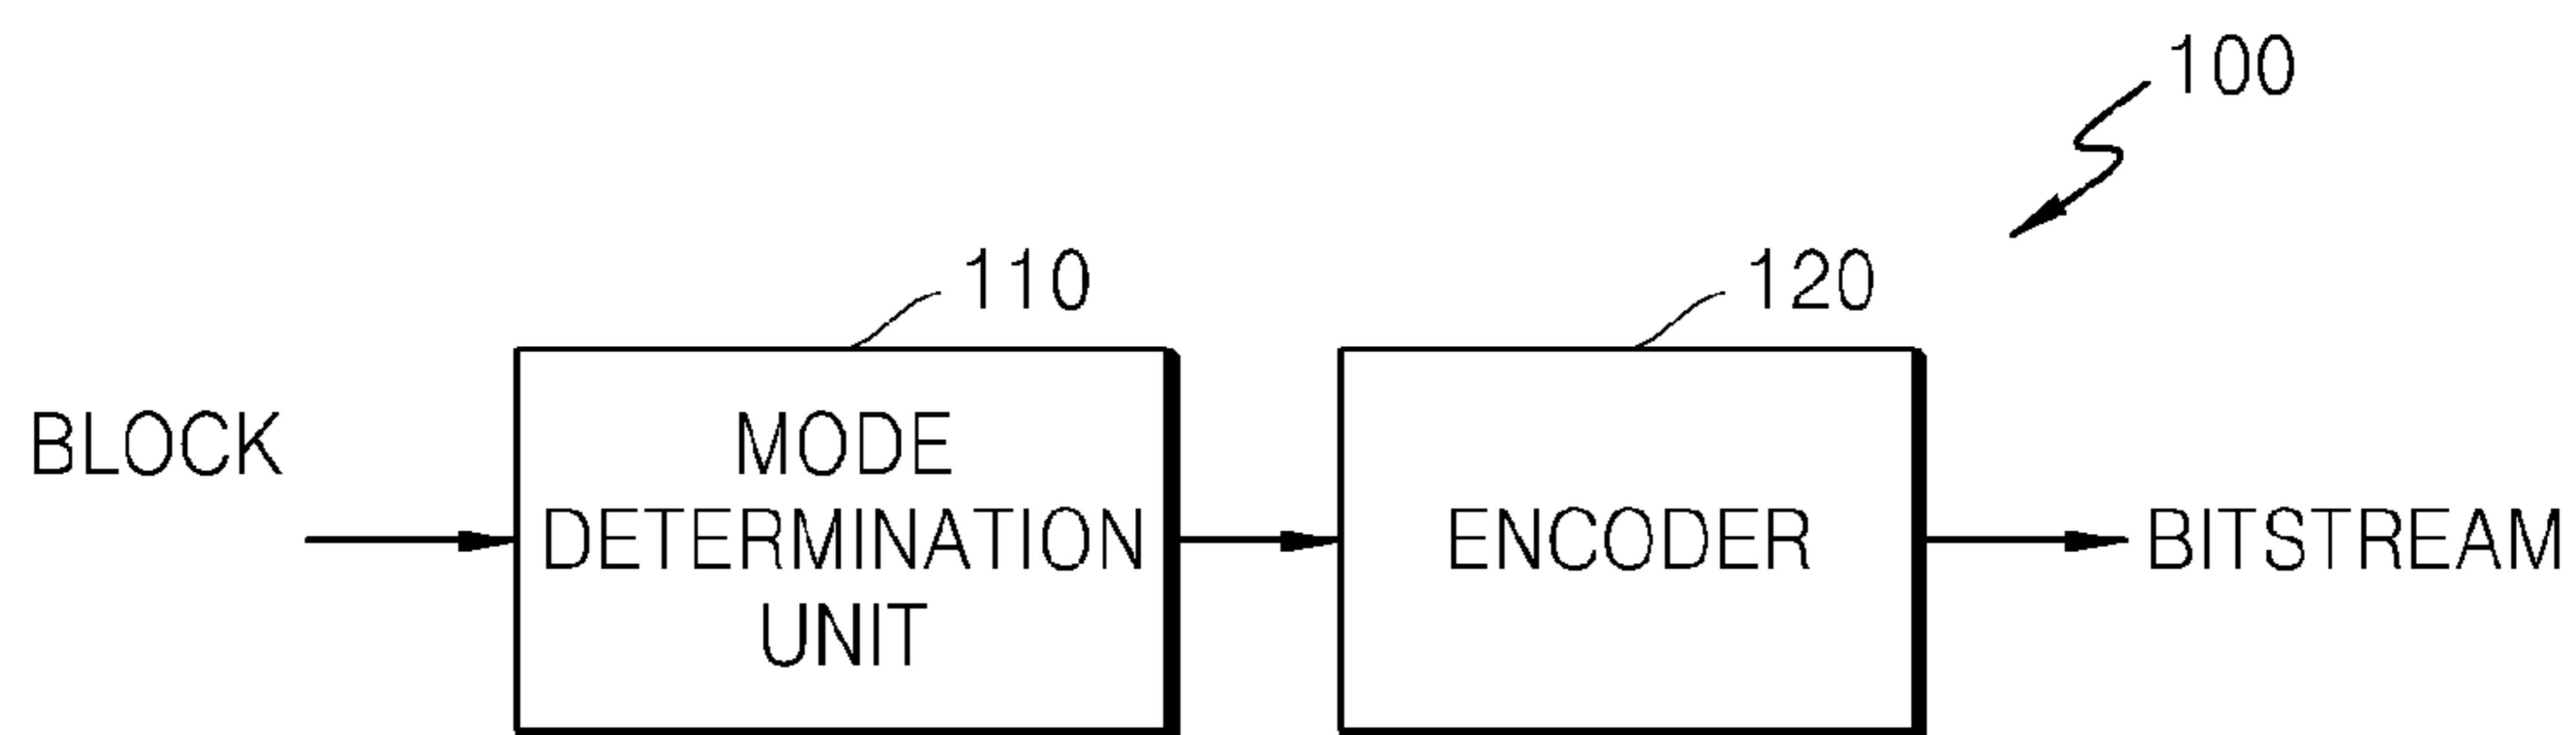 100
110
120
BLOCK
MODE
DETERMINATION
UNIT
ENCODER
BITSTREAM